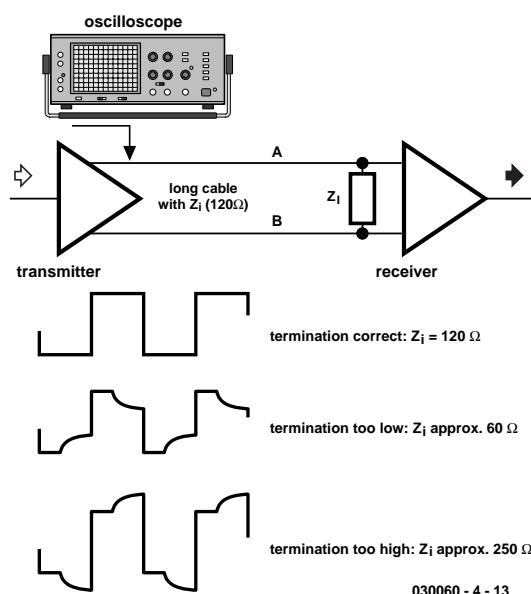 oscilloscope
A
long cable
with Zi (120Ω)
ZI
B
transmitter
receiver
termination correct: Zi = 120 Ω
termination too low: Zi approx. 60 Ω
termination too high: Zi approx. 250 Ω
030060 - 4 - 13